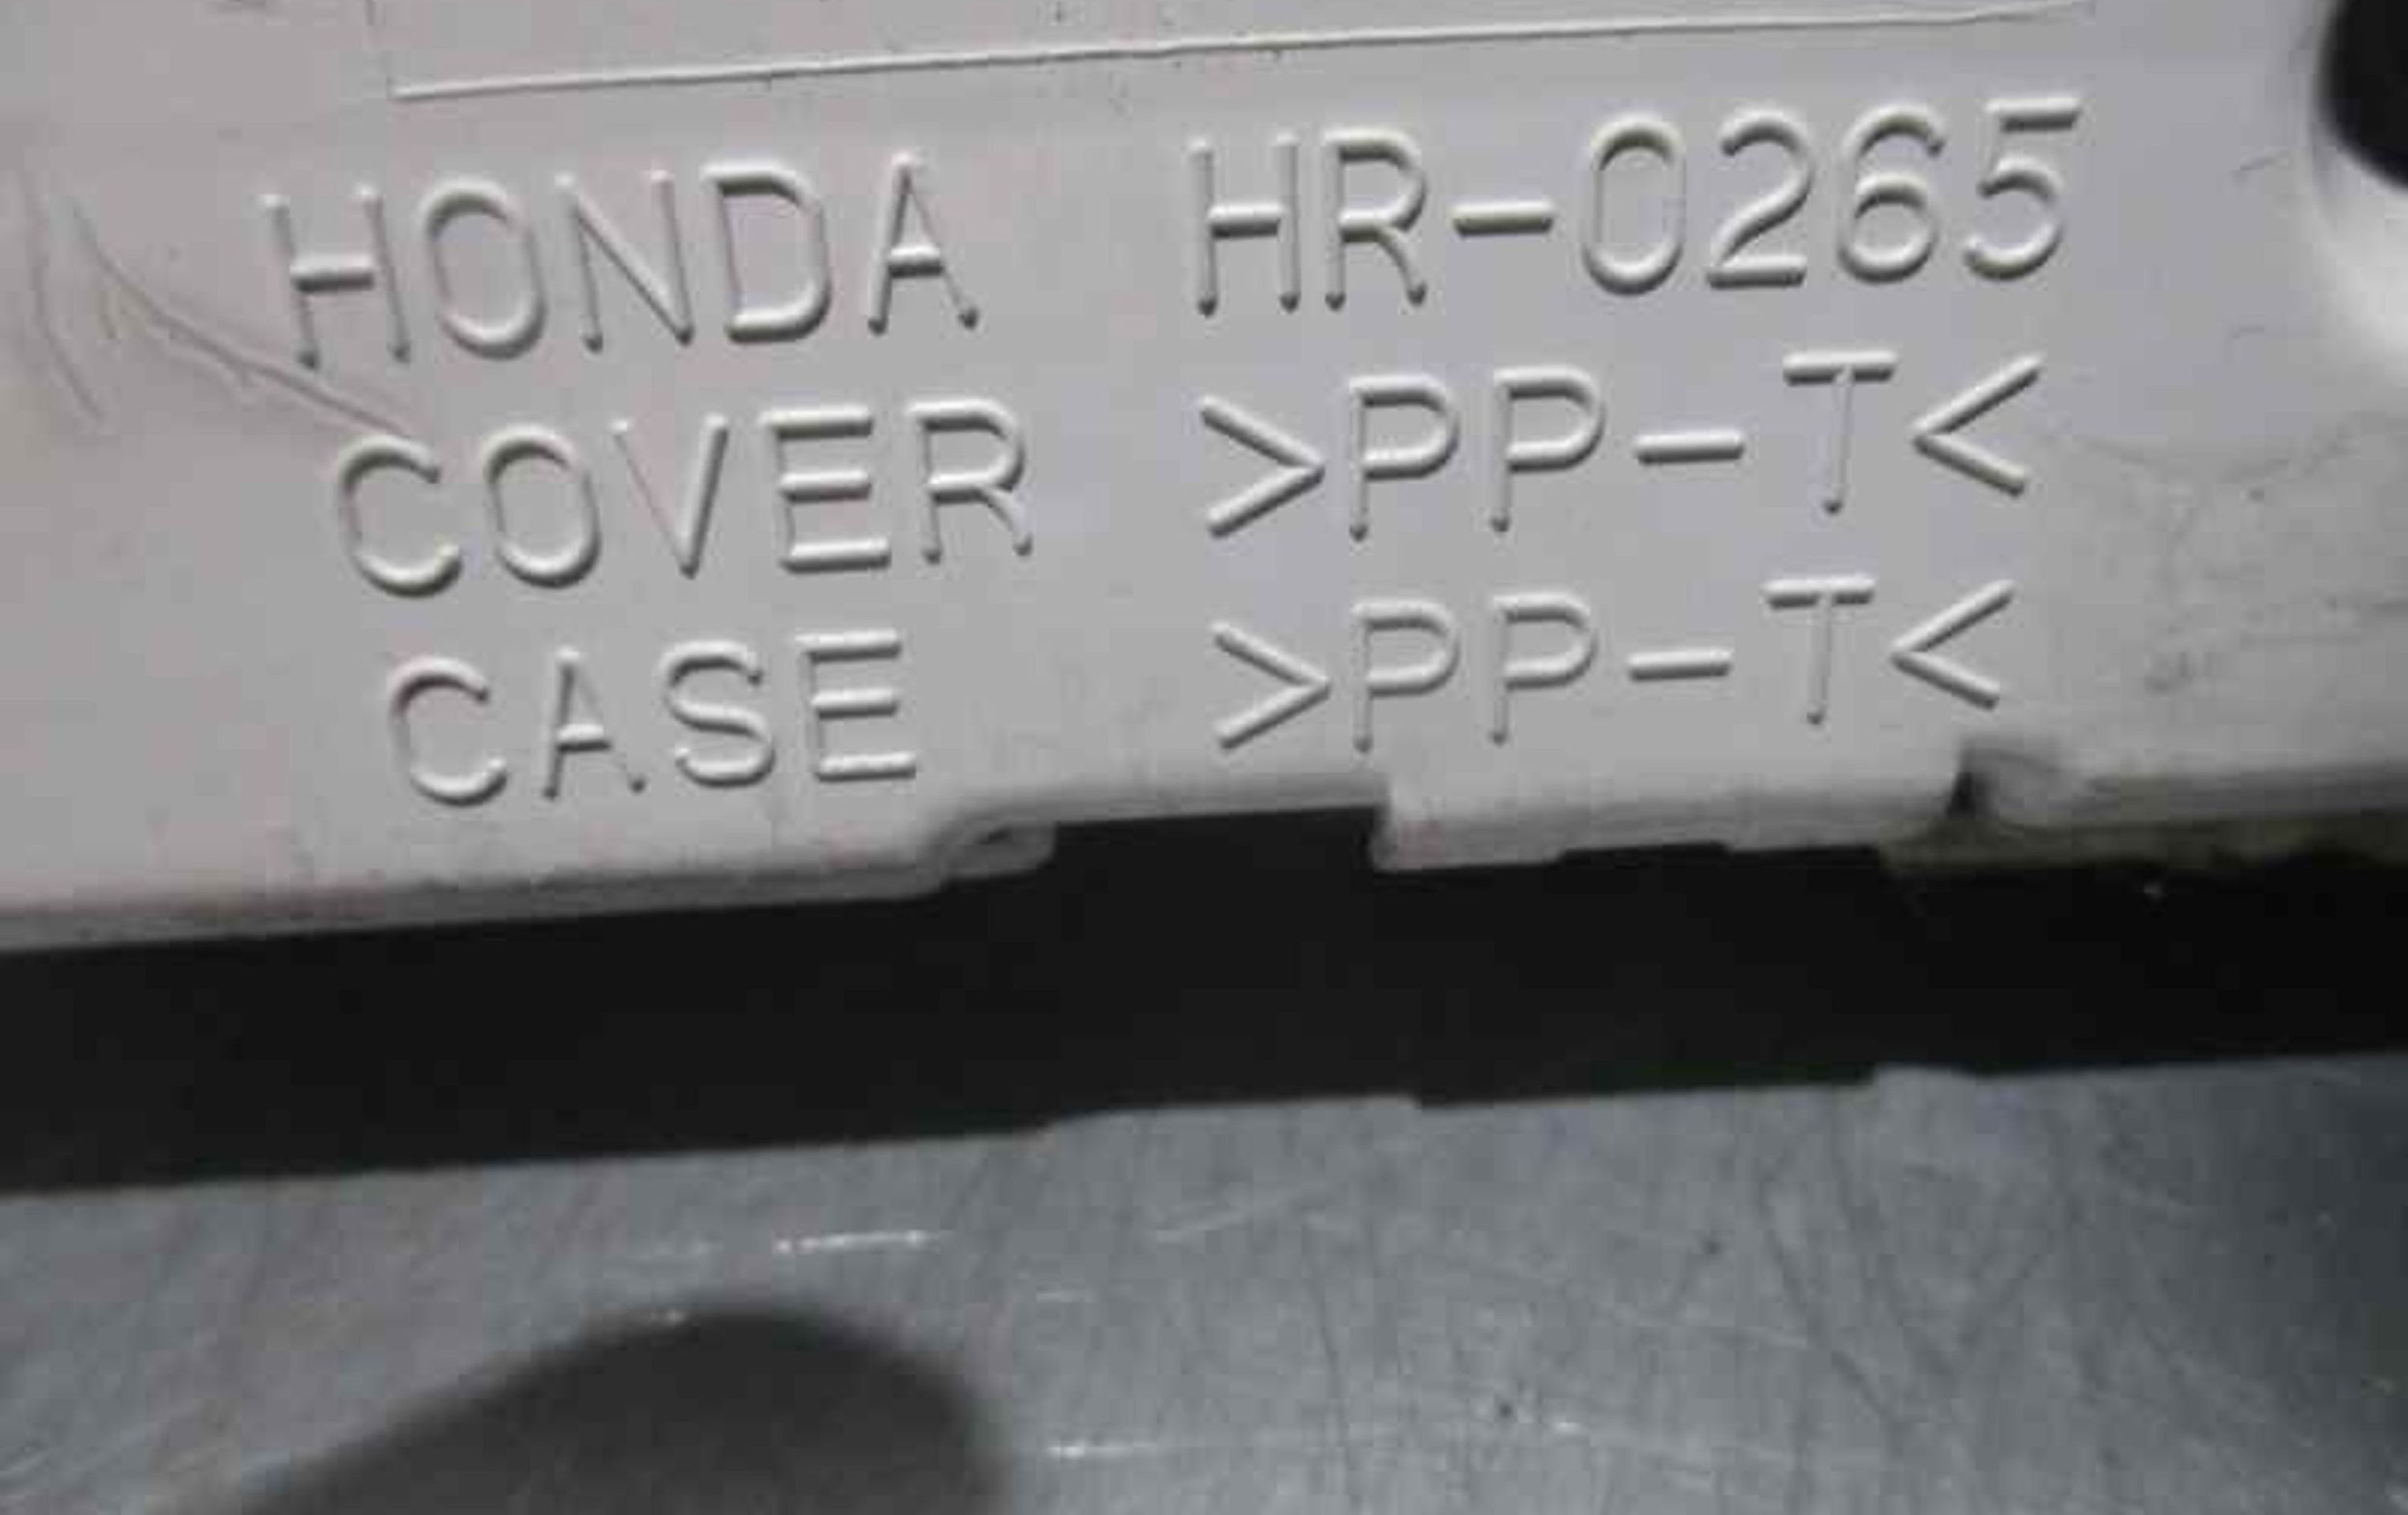 HONDA HR-0265
COVER >PP-T<
CASE >PP-T<